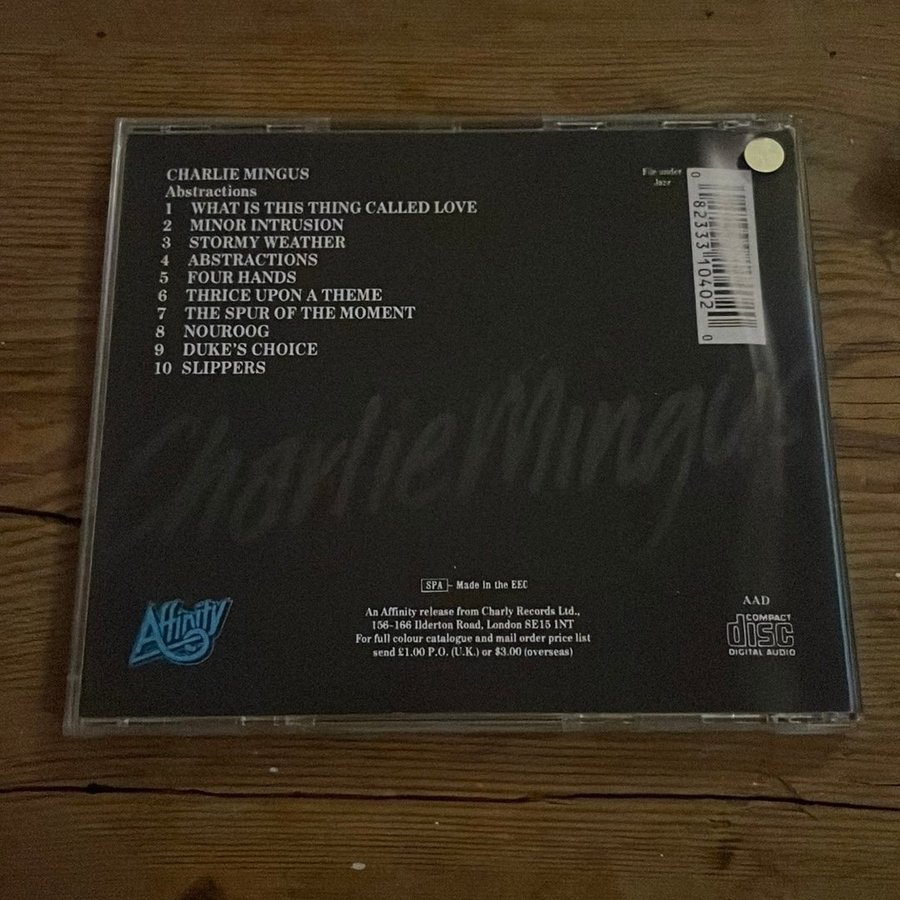 CHARLIE MINGUS
Abstractions
1 WHAT IS THIS THING CALLED LOVE
2 MINOR INTRUSION
3 STORMY WEATHER
4 ABSTRACTIONS
5 FOUR HANDS
6 THRICE UPON A THEME
7 THE SPUR OF THE MOMENT
8 NOUROOG
9 DUKE'S CHOICE
10 SLIPPERS
File under
Jazz
0 82333 10402 0
Charlie Mingus
SPA - Made in the EEC
An Affinity release from Charly Records Ltd.,
156-166 Ilderton Road, London SE15 1NT
For full colour catalogue and mail order price list
send £1.00 P.O. (U.K.) or $3.00 (overseas)
Affinity
AAD
COMPACT
disc
DIGITAL AUDIO